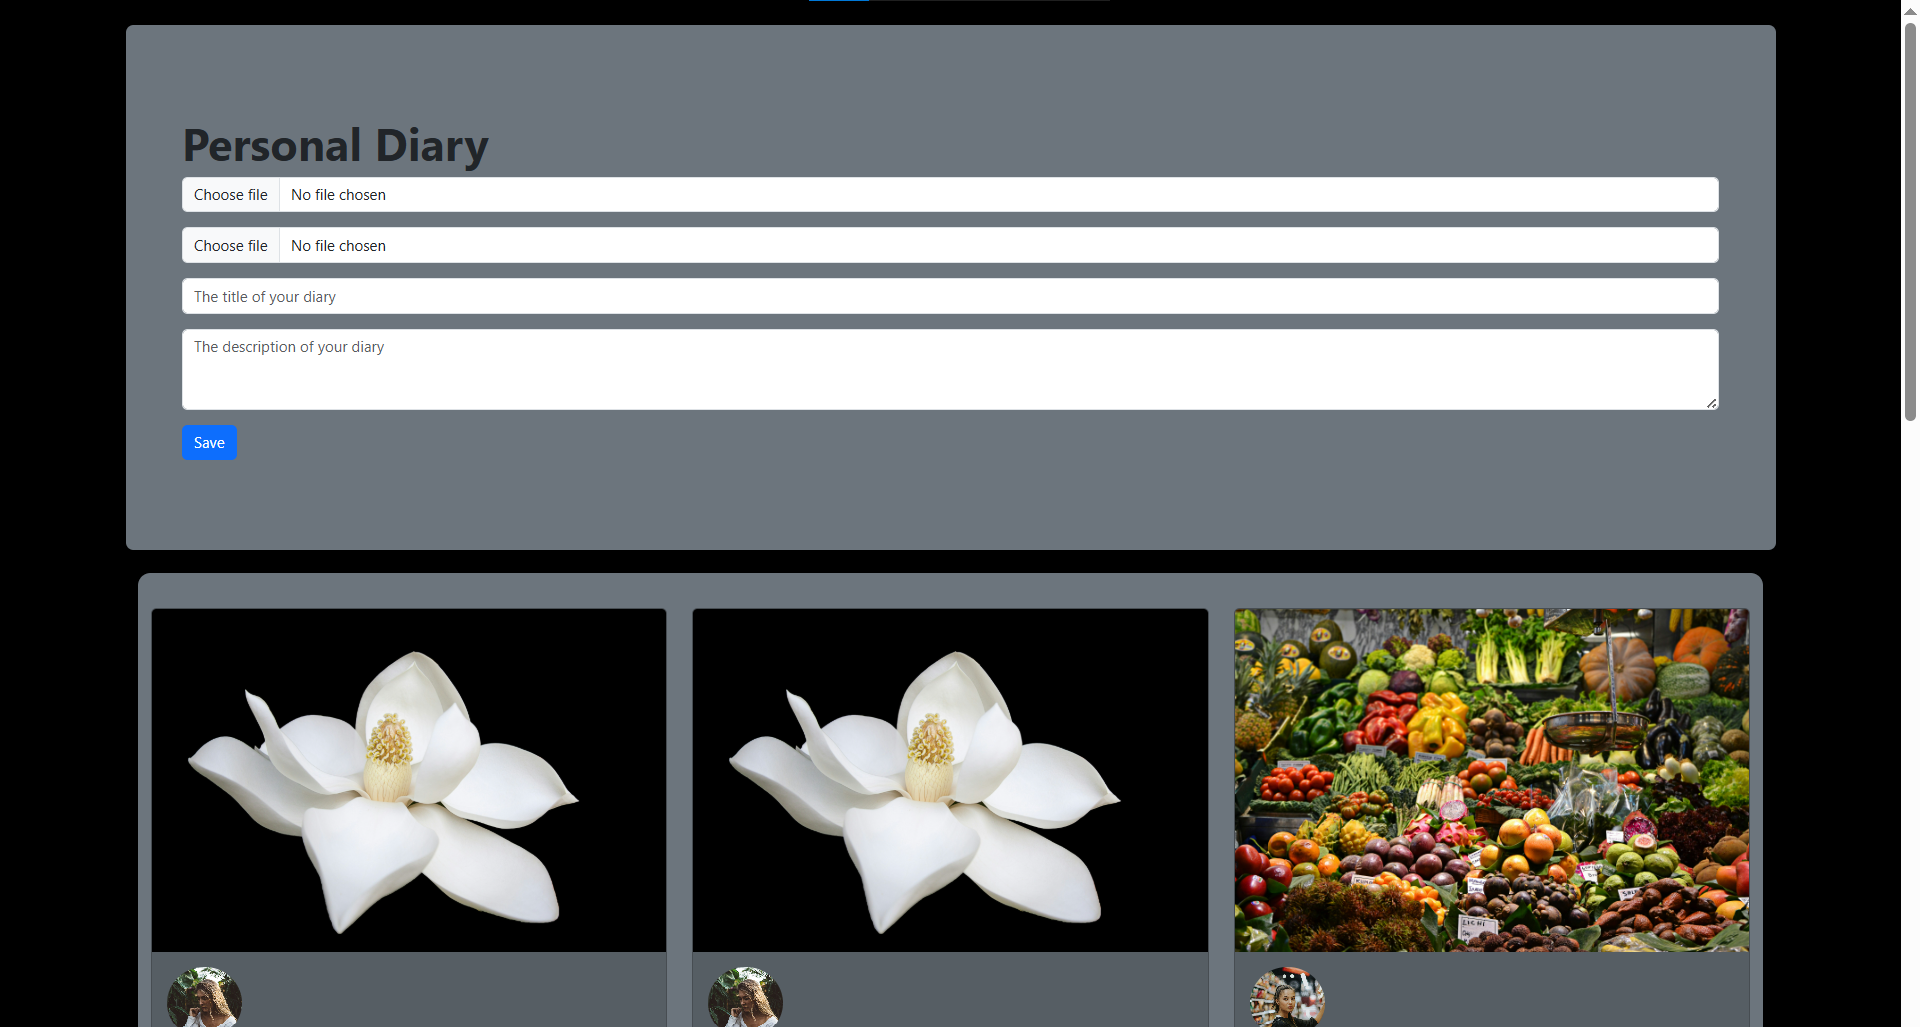 Personal Diary
Choose file No file chosen
Choose file No file chosen
The title of your diary
The description of your diary
Save
LICHI